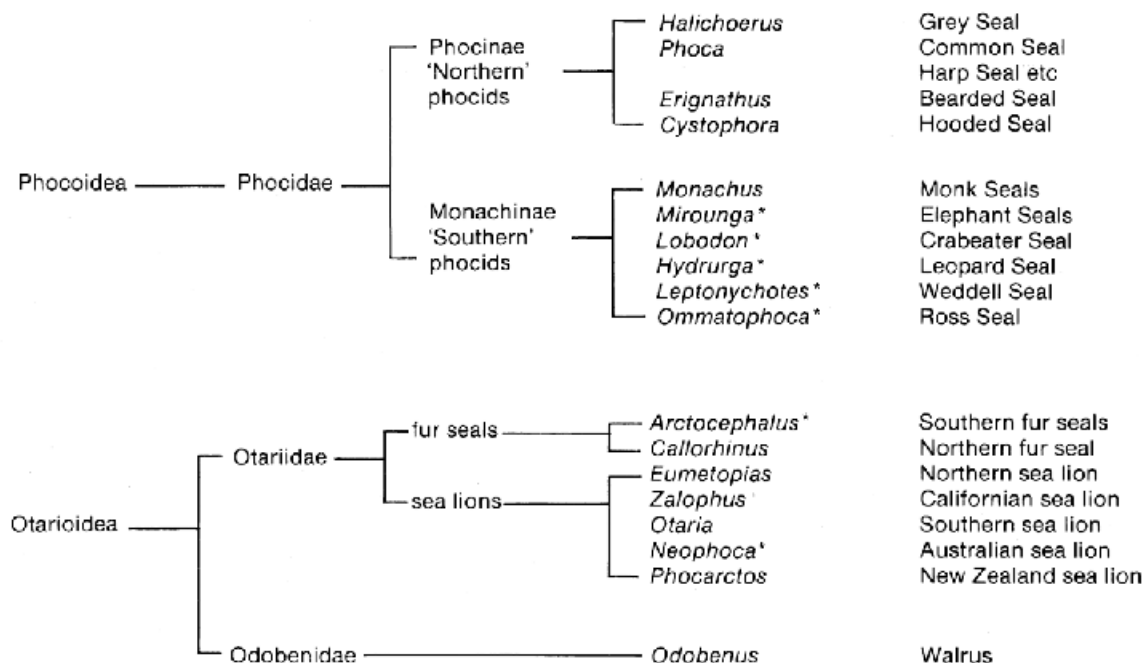 Halichoerus Grey Seal
Phocinae Phoca Common Seal
'Northern' Harp Seal etc
phocids Erignathus Bearded Seal
Cystophora Hooded Seal
Phocoidea Phocidae Monachus Monk Seals
Monachinae Mirounga* Elephant Seals
'Southern' Lobodon* Crabeater Seal
phocids Hydrurga* Leopard Seal
Leptonychotes* Weddell Seal
Ommatophoca* Ross Seal
fur seals Arctocephalus* Southern fur seals
Otariidae Callorhinus Northern fur seal
Eumetopias Northern sea lion
sea lions Zalophus Californian sea lion
Otarioidea Otaria Southern sea lion
Neophoca* Australian sea lion
Phocarctos New Zealand sea lion
Odobenidae Odobenus Walrus